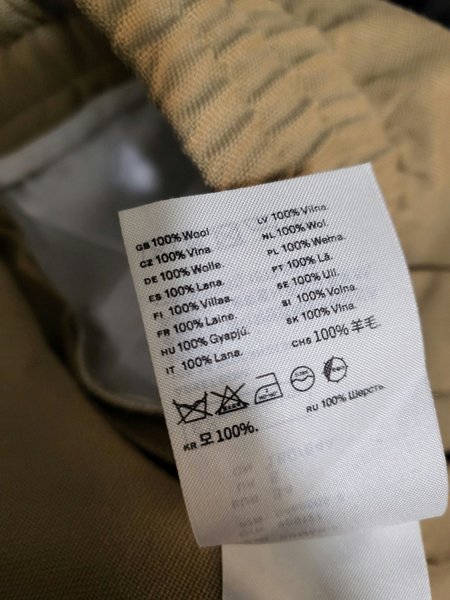 GB 100% Wool
CZ 100% Vlna
DE 100% Wolle.
ES 100% Lana.
FI 100% Villaa.
FR 100% Laine.
HU 100% Gyapjú.
IT 100% Lana.
LV 100% Vilna.
NL 100% Wol.
PL 100% Wełna.
PT 100% Lã.
SE 100% Ull.
SI 100% Volna.
SK 100% Vlna.
CHS 100% 羊毛
KR 모 100%.
RU 100% Шерсть.